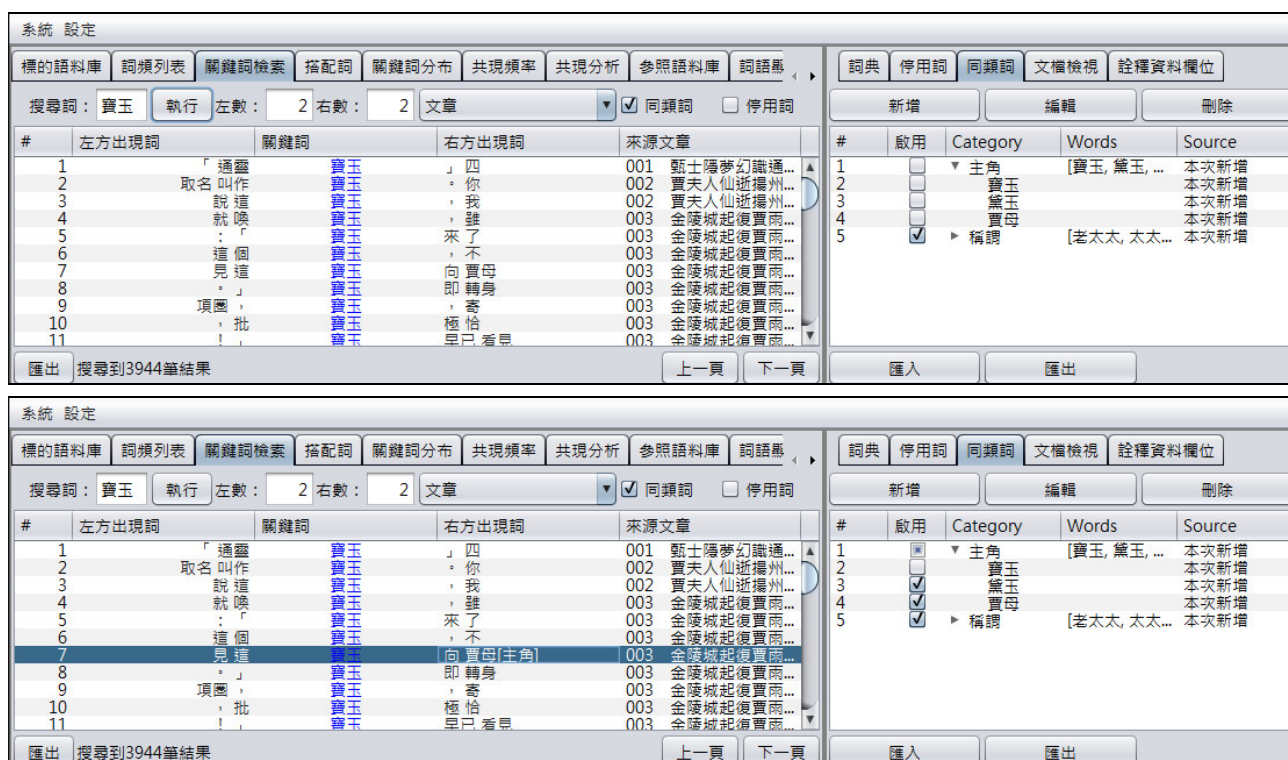 系統 設定
標的語料庫 詞頻列表 關鍵詞檢索 搭配詞 關鍵詞分布 共現頻率 共現分析 參照語料庫 詞語 詞典 停用詞 同類詞 文檔檢視 詮釋資料欄位
搜尋詞： 寶玉 執行 左數： 2 右數： 2 文章 同類詞 停用詞 新增 編輯 刪除
# 左方出現詞 關鍵詞 右方出現詞 來源文章 # 啟用 Category Words Source
1 「 通靈 寶玉 」 四 001 甄士隱夢幻識通... 1 主角 [寶玉, 黛玉, ... 本次新增
2 取名 叫作 寶玉 。 你 002 賈夫人仙逝揚州... 2 寶玉 本次新增
3 說 這 寶玉 ， 我 002 賈夫人仙逝揚州... 3 黛玉 本次新增
4 就 喚 寶玉 ， 雖 003 金陵城起復賈雨... 4 賈母 本次新增
5 ： 「 寶玉 來 了 003 金陵城起復賈雨... 5 稱謂 [老太太, 太太... 本次新增
6 這 個 寶玉 ， 不 003 金陵城起復賈雨...
7 見 這 寶玉 向 賈母 003 金陵城起復賈雨...
8 。 」 寶玉 即 轉身 003 金陵城起復賈雨...
9 項圈 ， 寶玉 ， 寄 003 金陵城起復賈雨...
10 ， 批 寶玉 極 恰 003 金陵城起復賈雨...
11 ！ 」 寶玉 早已 看見 003 金陵城起復賈雨...
匯出 搜尋到3944筆結果 上一頁 下一頁 匯入 匯出
系統 設定
標的語料庫 詞頻列表 關鍵詞檢索 搭配詞 關鍵詞分布 共現頻率 共現分析 參照語料庫 詞語 詞典 停用詞 同類詞 文檔檢視 詮釋資料欄位
搜尋詞： 寶玉 執行 左數： 2 右數： 2 文章 同類詞 停用詞 新增 編輯 刪除
# 左方出現詞 關鍵詞 右方出現詞 來源文章 # 啟用 Category Words Source
1 「 通靈 寶玉 」 四 001 甄士隱夢幻識通... 1 主角 [寶玉, 黛玉, ... 本次新增
2 取名 叫作 寶玉 。 你 002 賈夫人仙逝揚州... 2 寶玉 本次新增
3 說 這 寶玉 ， 我 002 賈夫人仙逝揚州... 3 黛玉 本次新增
4 就 喚 寶玉 ， 雖 003 金陵城起復賈雨... 4 賈母 本次新增
5 ： 「 寶玉 來 了 003 金陵城起復賈雨... 5 稱謂 [老太太, 太太... 本次新增
6 這 個 寶玉 ， 不 003 金陵城起復賈雨...
7 見 這 寶玉 向 賈母[主角] 003 金陵城起復賈雨...
8 。 」 寶玉 即 轉身 003 金陵城起復賈雨...
9 項圈 ， 寶玉 ， 寄 003 金陵城起復賈雨...
10 ， 批 寶玉 極 恰 003 金陵城起復賈雨...
11 ！ 」 寶玉 早已 看見 003 金陵城起復賈雨...
匯出 搜尋到3944筆結果 上一頁 下一頁 匯入 匯出